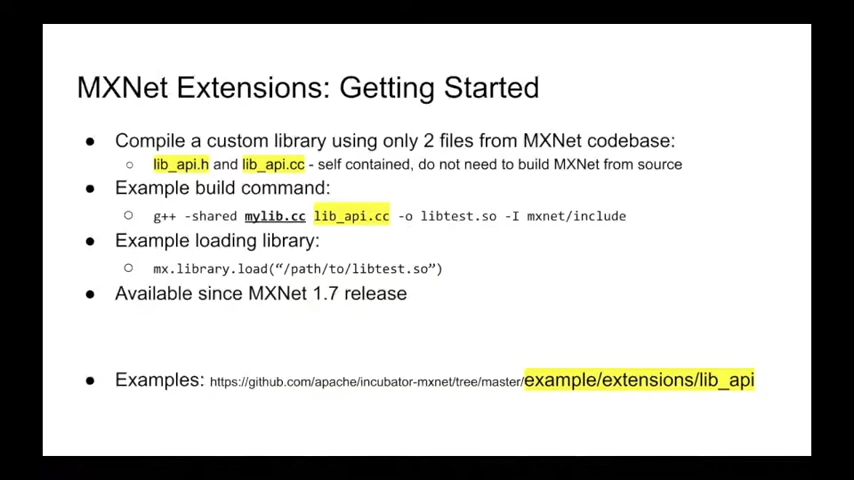 MXNet Extensions: Getting Started
● Compile a custom library using only 2 files from MXNet codebase:
○ lib_api.h and lib_api.cc - self contained, do not need to build MXNet from source
● Example build command:
○ g++ -shared mylib.cc lib_api.cc -o libtest.so -I mxnet/include
● Example loading library:
○ mx.library.load(“/path/to/libtest.so”)
● Available since MXNet 1.7 release
● Examples: https://github.com/apache/incubator-mxnet/tree/master/example/extensions/lib_api